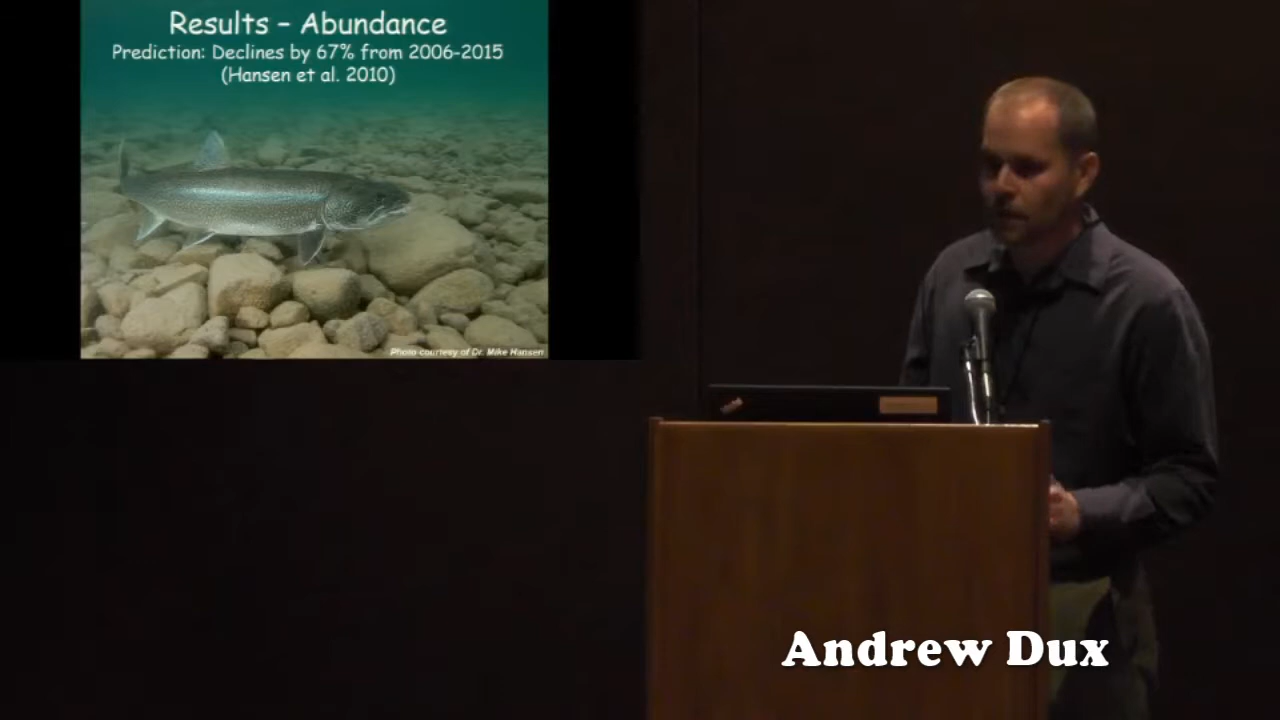 Results – Abundance
Prediction: Declines by 67% from 2006-2015
(Hansen et al. 2010)
Photo courtesy of Dr. Mike Hansen
Andrew Dux